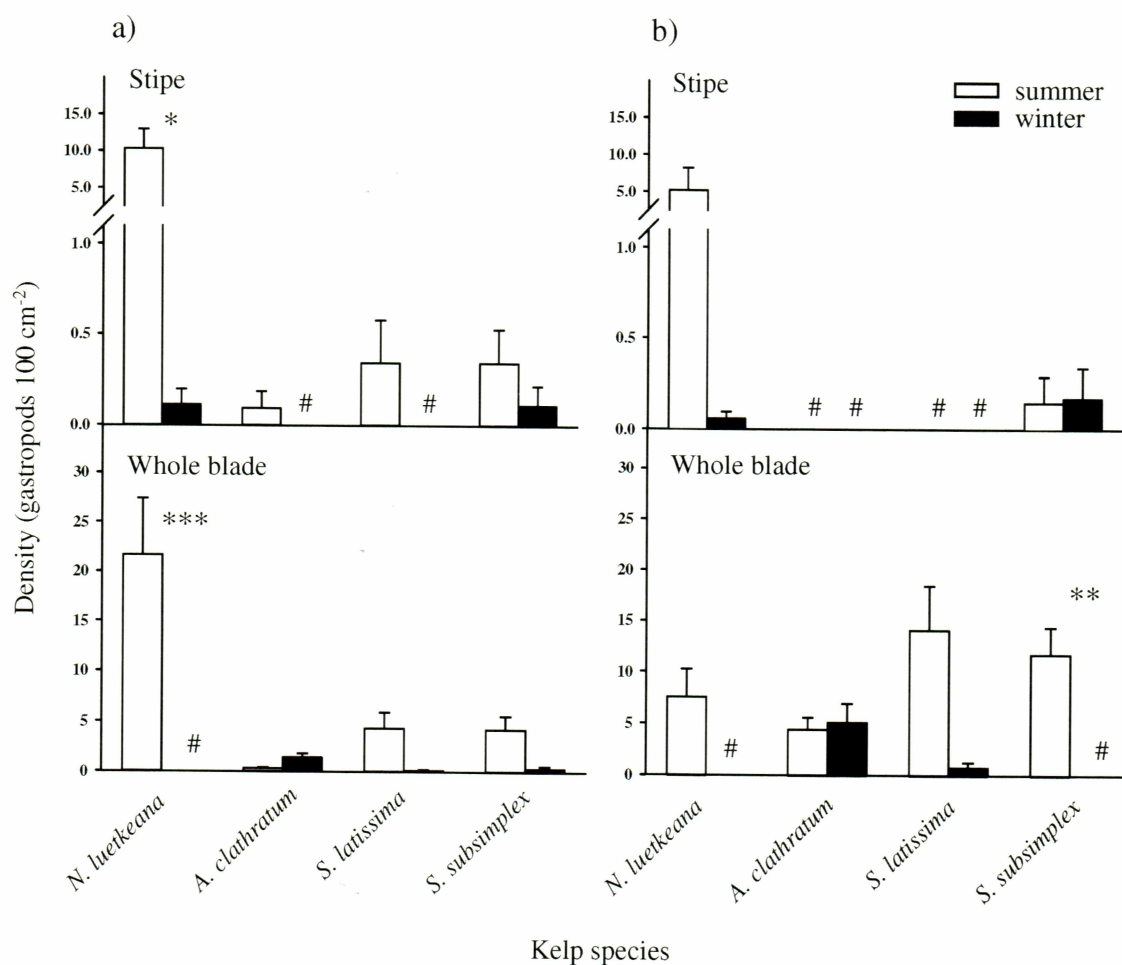 a)
b)
Stipe
Stipe
summer
winter
15.0
10.0
5.0
1.0
0.5
0.0
*
#
#
15.0
10.0
5.0
1.0
0.5
0.0
# #
# #
Density (gastropods 100 cm⁻²)
Whole blade
Whole blade
30
25
20
15
10
5
0
***
#
30
25
20
15
10
5
0
#
**
#
N. luetkeana
A. clathratum
S. latissima
S. subsimplex
N. luetkeana
A. clathratum
S. latissima
S. subsimplex
Kelp species